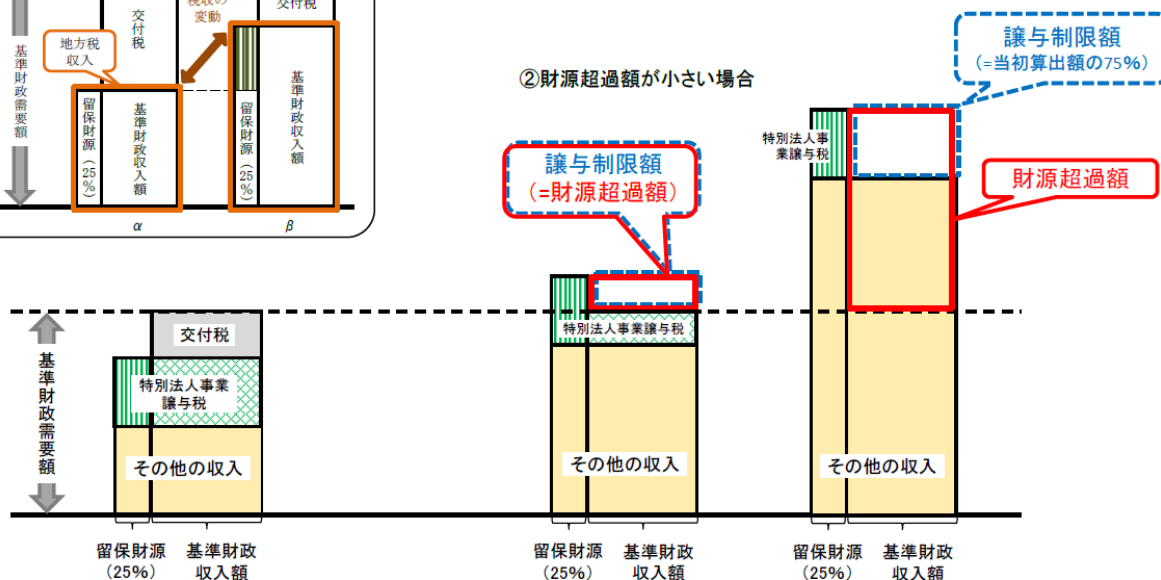 交付税
税収の
変動
交付税
地方税
収入
基準財政需要額
留保財源(25%)
基準財政収入額
留保財源(25%)
基準財政収入額
α
β
②財源超過額が小さい場合
譲与制限額
(=当初算出額の75%)
特別法人事
業譲与税
譲与制限額
(=財源超過額)
財源超過額
交付税
特別法人事業譲与税
基準財政需要額
特別法人事業
譲与税
その他の収入
その他の収入
その他の収入
留保財源
(25%)
基準財政
収入額
留保財源
(25%)
基準財政
収入額
留保財源
(25%)
基準財政
収入額